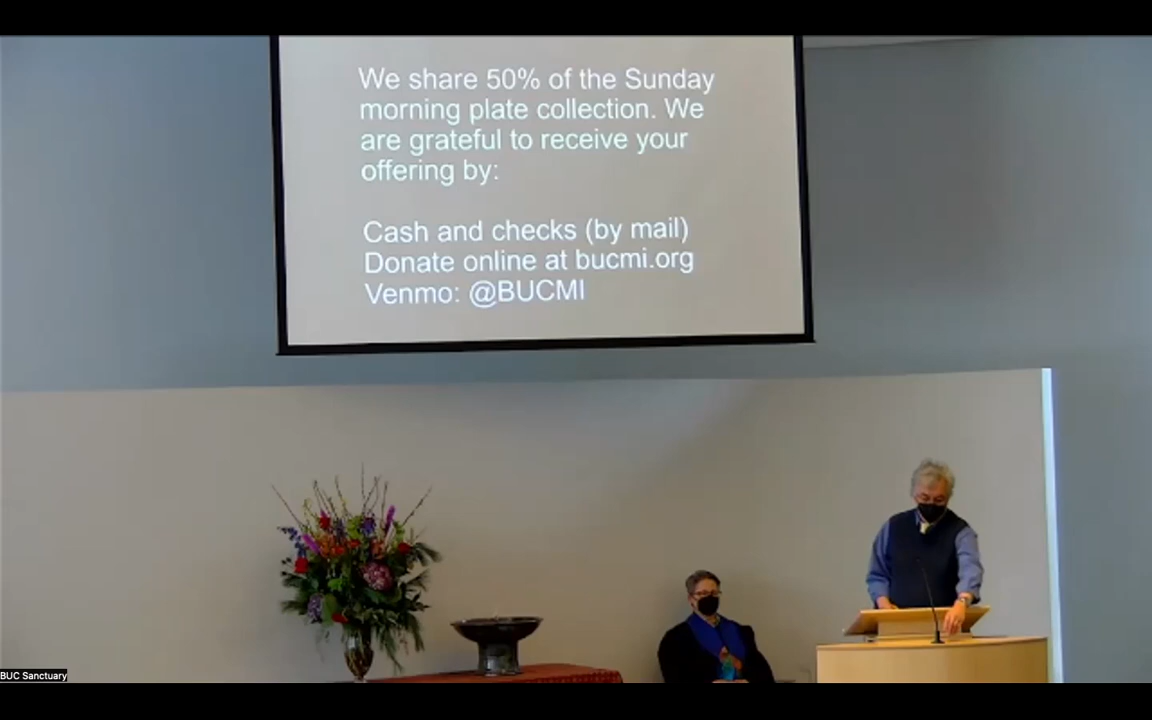 We share 50% of the Sunday
morning plate collection. We
are grateful to receive your
offering by:
Cash and checks (by mail)
Donate online at bucmi.org
Venmo: @BUCMI
BUC Sanctuary